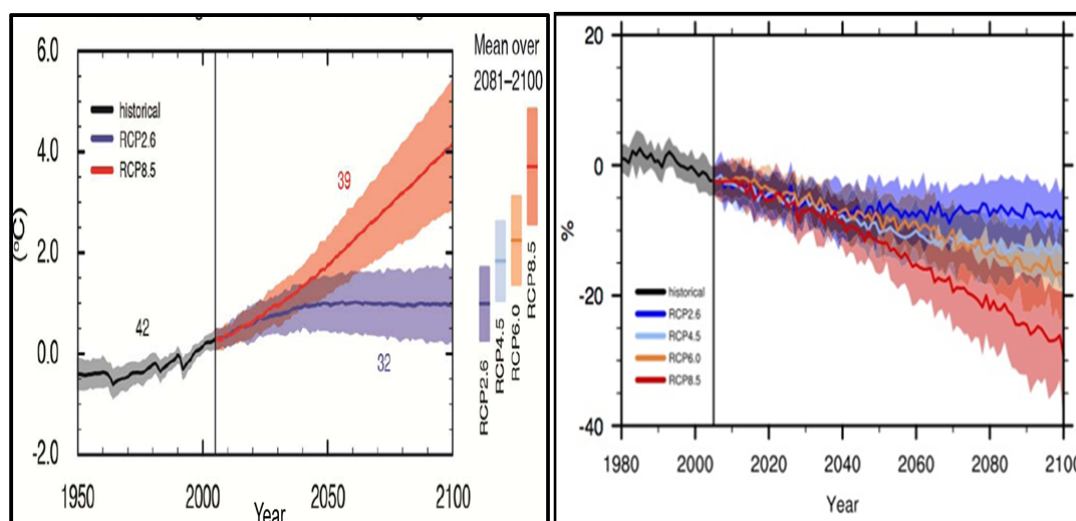 6.0
Mean over
2081–2100
historical
RCP2.6
RCP8.5
4.0
39
(°C)
2.0
42
0.0
32
-2.0
1950
2000
2050
2100
Year
RCP2.6
RCP4.5
RCP6.0
RCP8.5
20
0
%
-20
historical
RCP2.6
RCP4.5
RCP6.0
RCP8.5
-40
1980
2000
2020
2040
2060
2080
2100
Year